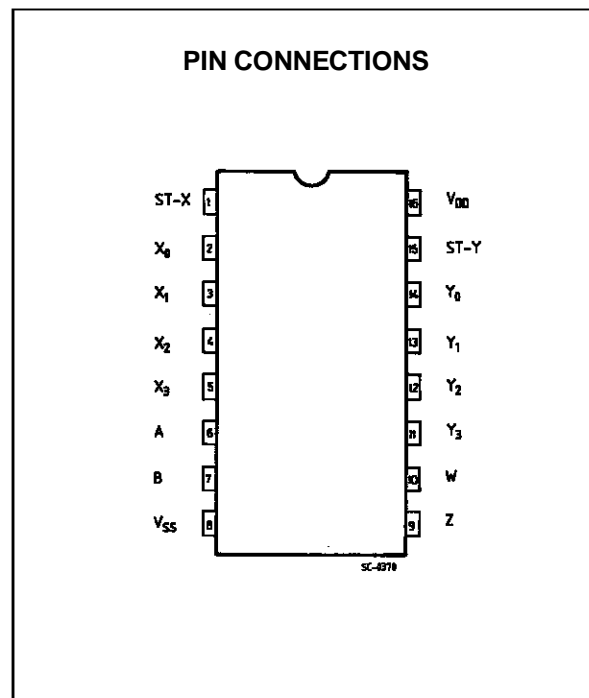 PIN CONNECTIONS
ST-X 1 16 VDD
X0 2 15 ST-Y
X1 3 14 Y0
X2 4 13 Y1
X3 5 12 Y2
A 6 11 Y3
B 7 10 W
VSS 8 9 Z
SC-0370